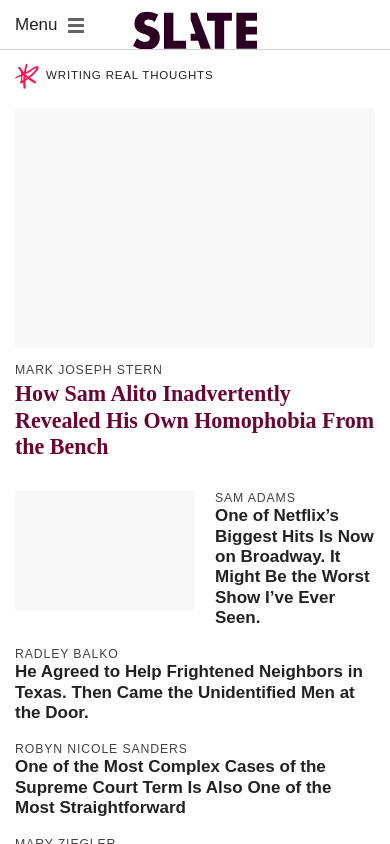 Menu
SLATE
WRITING REAL THOUGHTS
MARK JOSEPH STERN
How Sam Alito Inadvertently
Revealed His Own Homophobia From
the Bench
SAM ADAMS
One of Netflix’s
Biggest Hits Is Now
on Broadway. It
Might Be the Worst
Show I’ve Ever
Seen.
RADLEY BALKO
He Agreed to Help Frightened Neighbors in
Texas. Then Came the Unidentified Men at
the Door.
ROBYN NICOLE SANDERS
One of the Most Complex Cases of the
Supreme Court Term Is Also One of the
Most Straightforward
MARY ZIEGLER